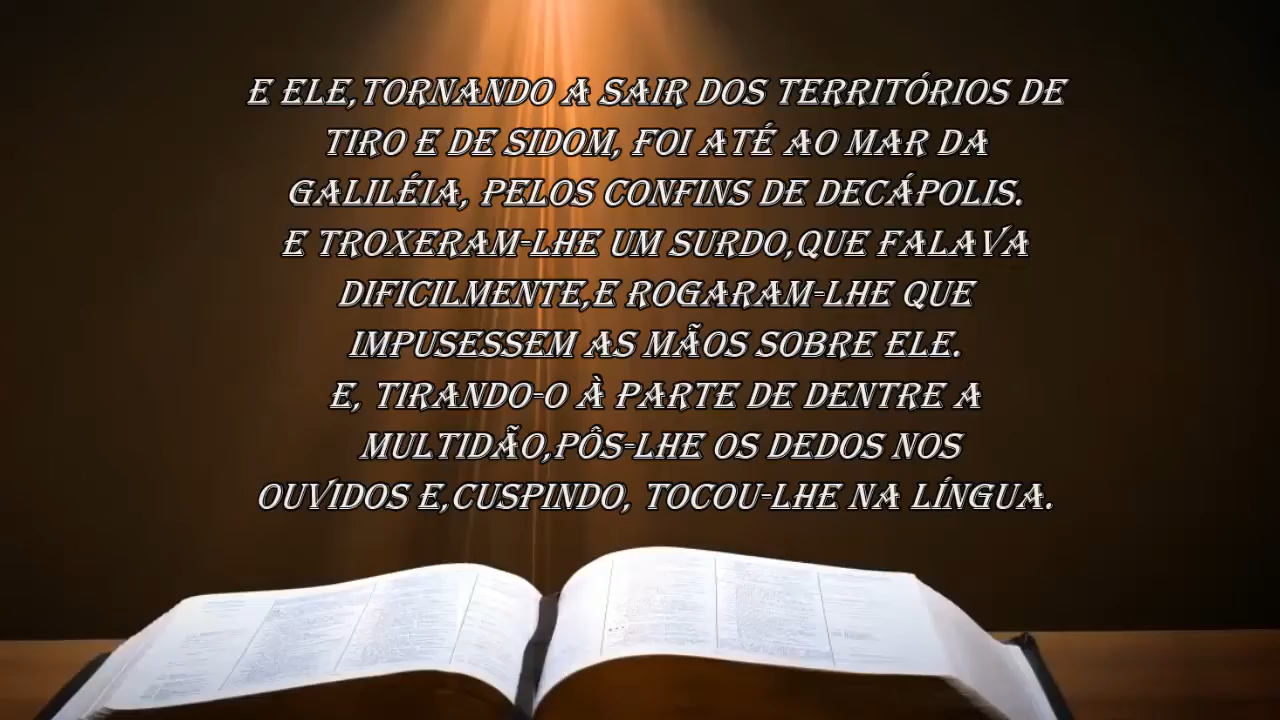 E ELE,TORNANDO A SAIR DOS TERRITÓRIOS DE
TIRO E DE SIDOM, FOI ATÉ AO MAR DA
GALILÉIA, PELOS CONFINS DE DECÁPOLIS.
E TROXERAM-LHE UM SURDO,QUE FALAVA
DIFICILMENTE,E ROGARAM-LHE QUE
IMPUSESSEM AS MÃOS SOBRE ELE.
E, TIRANDO-O À PARTE DE DENTRE A
MULTIDÃO,PÔS-LHE OS DEDOS NOS
OUVIDOS E,CUSPINDO, TOCOU-LHE NA LÍNGUA.